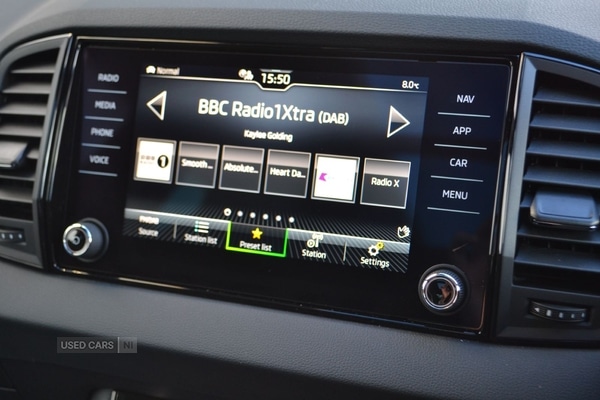 Normal
15:50
8.0°C
RADIO
MEDIA
PHONE
VOICE
BBC Radio1Xtra (DAB)
Kaylee Golding
1
Smooth...
Absolute...
Heart Da...
Radio X
Source
Station list
Preset list
Station
Settings
NAV
APP
CAR
MENU
USED CARS NI